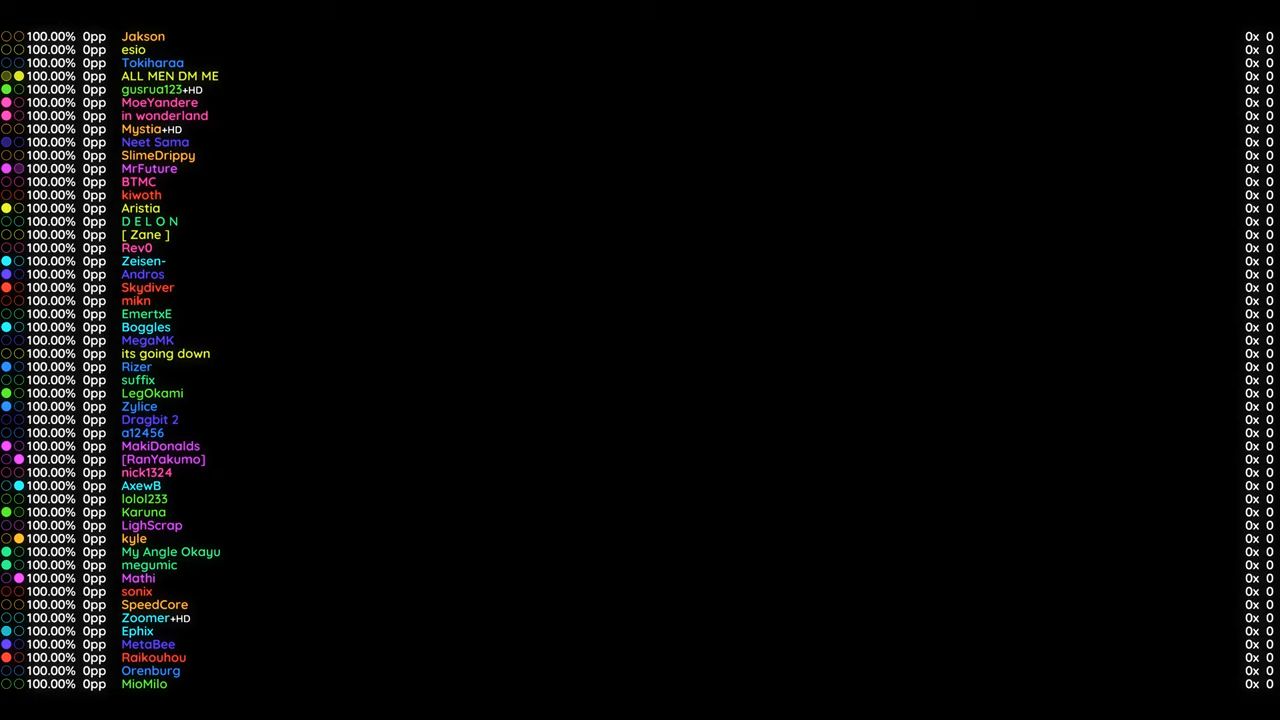 100.00% 0pp Jakson 0x 0
100.00% 0pp esio 0x 0
100.00% 0pp Tokiharaa 0x 0
100.00% 0pp ALL MEN DM ME 0x 0
100.00% 0pp gusrua123+HD 0x 0
100.00% 0pp MoeYandere 0x 0
100.00% 0pp in wonderland 0x 0
100.00% 0pp Mystia+HD 0x 0
100.00% 0pp Neet Sama 0x 0
100.00% 0pp SlimeDrippy 0x 0
100.00% 0pp MrFuture 0x 0
100.00% 0pp BTMC 0x 0
100.00% 0pp kiwoth 0x 0
100.00% 0pp Aristia 0x 0
100.00% 0pp D E L O N 0x 0
100.00% 0pp [ Zane ] 0x 0
100.00% 0pp Rev0 0x 0
100.00% 0pp Zeisen- 0x 0
100.00% 0pp Andros 0x 0
100.00% 0pp Skydiver 0x 0
100.00% 0pp mikn 0x 0
100.00% 0pp EmertxE 0x 0
100.00% 0pp Boggles 0x 0
100.00% 0pp MegaMK 0x 0
100.00% 0pp its going down 0x 0
100.00% 0pp Rizer 0x 0
100.00% 0pp suffix 0x 0
100.00% 0pp LegOkami 0x 0
100.00% 0pp Zylice 0x 0
100.00% 0pp Dragbit 2 0x 0
100.00% 0pp a12456 0x 0
100.00% 0pp MakiDonalds 0x 0
100.00% 0pp [RanYakumo] 0x 0
100.00% 0pp nick1324 0x 0
100.00% 0pp AxewB 0x 0
100.00% 0pp lolol233 0x 0
100.00% 0pp Karuna 0x 0
100.00% 0pp LighScrap 0x 0
100.00% 0pp kyle 0x 0
100.00% 0pp My Angle Okayu 0x 0
100.00% 0pp megumic 0x 0
100.00% 0pp Mathi 0x 0
100.00% 0pp sonix 0x 0
100.00% 0pp SpeedCore 0x 0
100.00% 0pp Zoomer+HD 0x 0
100.00% 0pp Ephix 0x 0
100.00% 0pp MetaBee 0x 0
100.00% 0pp Raikouhou 0x 0
100.00% 0pp Orenburg 0x 0
100.00% 0pp MioMilo 0x 0